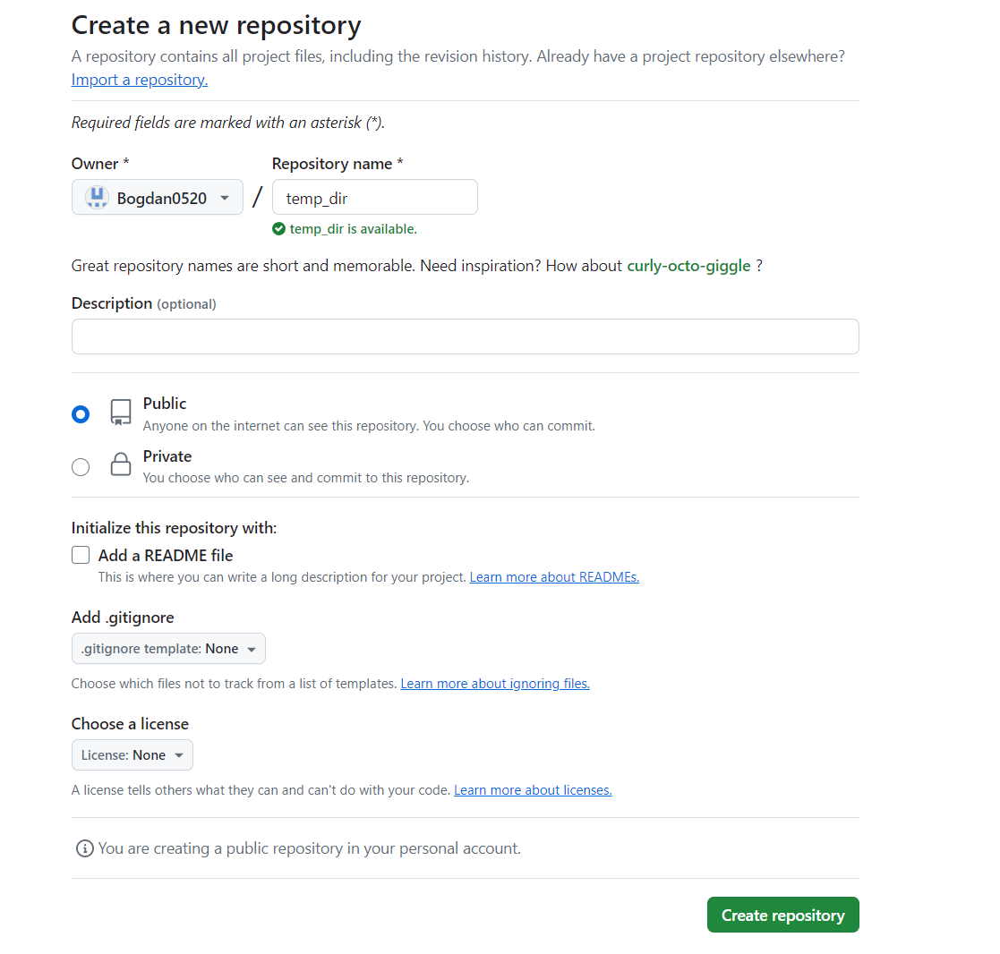 Create a new repository
A repository contains all project files, including the revision history. Already have a project repository elsewhere?
Import a repository.
Required fields are marked with an asterisk (*).
Owner * Repository name *
Bogdan0520 / temp_dir
temp_dir is available.
Great repository names are short and memorable. Need inspiration? How about curly-octo-giggle ?
Description (optional)
Public
Anyone on the internet can see this repository. You choose who can commit.
Private
You choose who can see and commit to this repository.
Initialize this repository with:
Add a README file
This is where you can write a long description for your project. Learn more about READMEs.
Add .gitignore
.gitignore template: None
Choose which files not to track from a list of templates. Learn more about ignoring files.
Choose a license
License: None
A license tells others what they can and can't do with your code. Learn more about licenses.
You are creating a public repository in your personal account.
Create repository